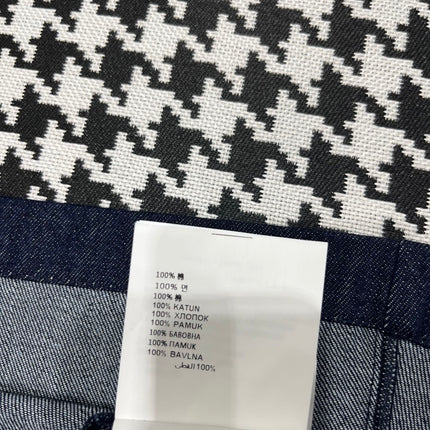 100% 棉
100% 면
100% 棉
100% KATUN
100% ХЛОПОК
100% PAMUK
100% БАВОВНА
100% ПАМУК
100% BAVLNA
100% القطن